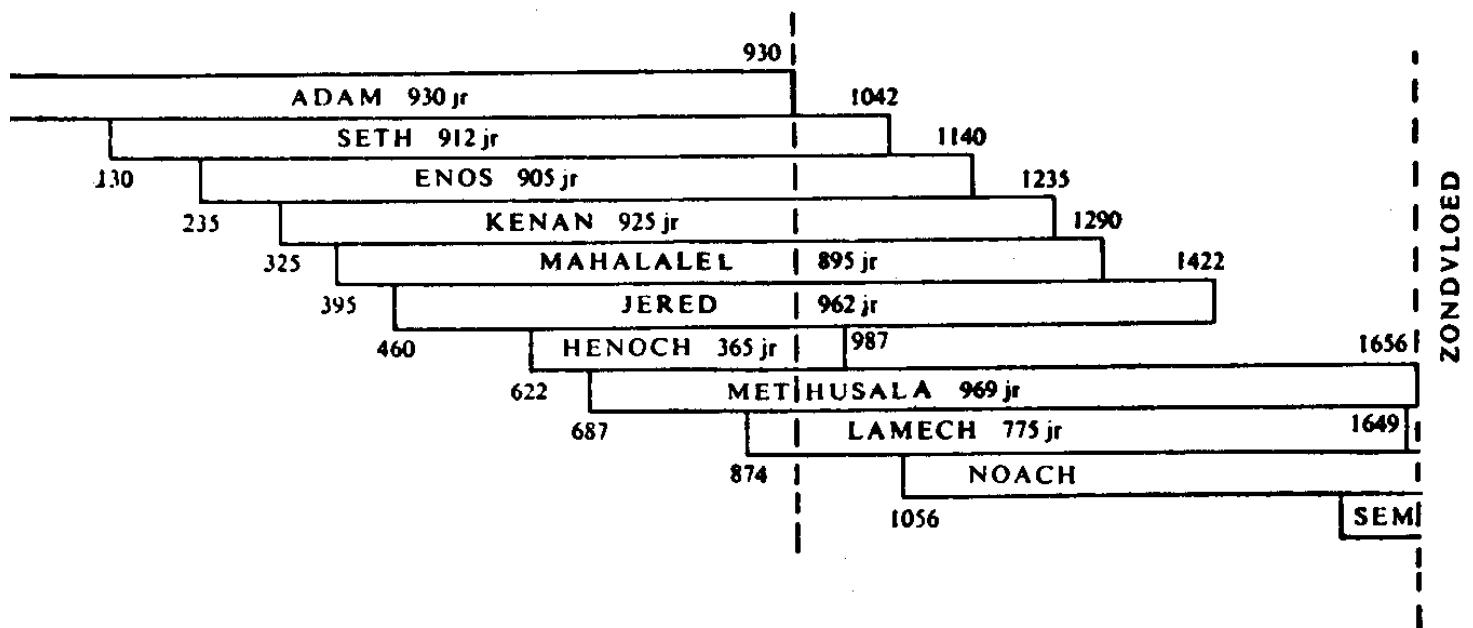 930
ADAM 930 jr
1042
SETH 912 jr
1140
130
ENOS 905 jr
1235
235
KENAN 925 jr
1290
325
MAHALALEL 895 jr
1422
395
JERED 962 jr
460
HENOCH 365 jr
987
1656
622
METHUSALA 969 jr
687
LAMECH 775 jr
1649
874
NOACH
1056
SEM
ZONDVLOED